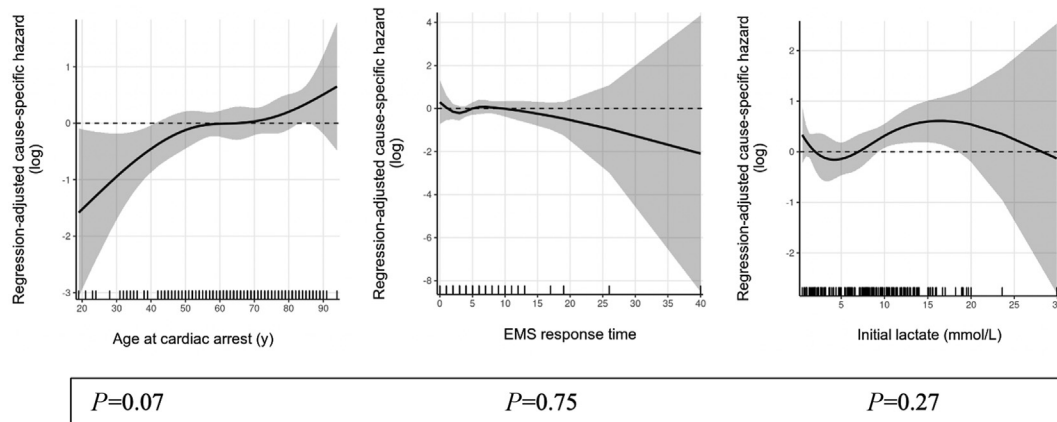 Regression-adjusted cause-specific hazard
(log)
1
0
-1
-2
-3
20 30 40 50 60 70 80 90
Age at cardiac arrest (y)
Regression-adjusted cause-specific hazard
(log)
4
2
0
-2
-4
-6
-8
0 5 10 15 20 25 30 35 40
EMS response time
Regression-adjusted cause-specific hazard
(log)
2
1
0
-1
-2
5 10 15 20 25 30
Initial lactate (mmol/L)
P=0.07 P=0.75 P=0.27